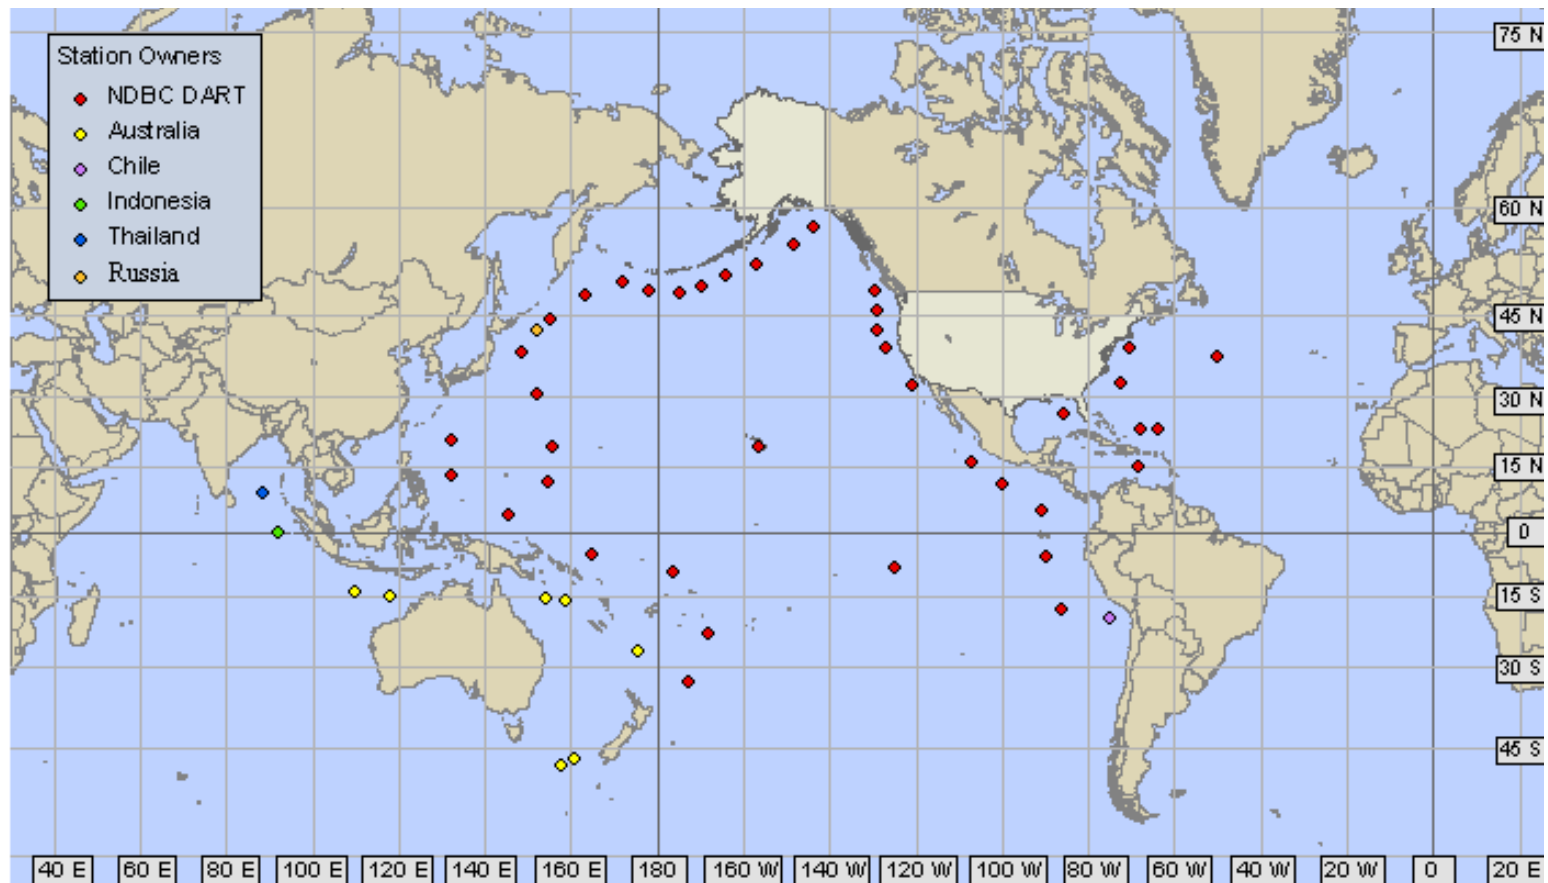 Station Owners
NDBC DART
Australia
Chile
Indonesia
Thailand
Russia
75 N
60 N
45 N
30 N
15 N
0
15 S
30 S
45 S
40 E
60 E
80 E
100 E
120 E
140 E
160 E
180
160 W
140 W
120 W
100 W
80 W
60 W
40 W
20 W
0
20 E